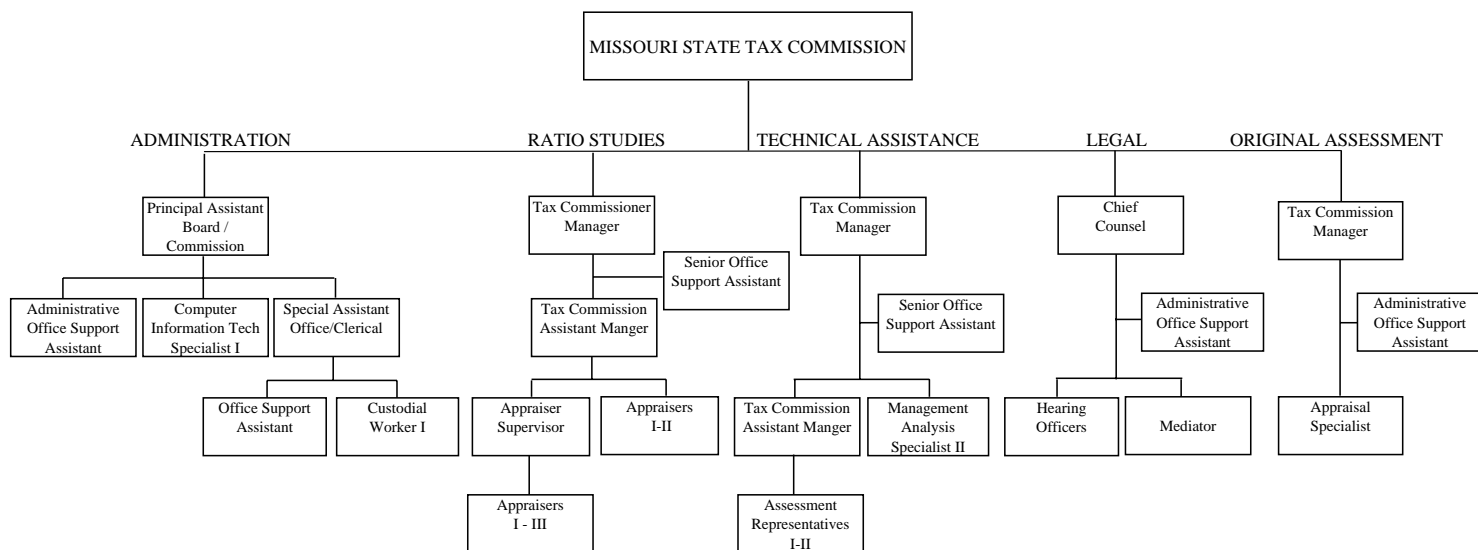 MISSOURI STATE TAX COMMISSION
ADMINISTRATION
RATIO STUDIES
TECHNICAL ASSISTANCE
LEGAL
ORIGINAL ASSESSMENT
Principal Assistant
Board /
Commission
Tax Commissioner
Manager
Tax Commission
Manager
Chief
Counsel
Tax Commission
Manager
Senior Office
Support Assistant
Administrative
Office Support
Assistant
Computer
Information Tech
Specialist I
Special Assistant
Office/Clerical
Tax Commission
Assistant Manger
Senior Office
Support Assistant
Administrative
Office Support
Assistant
Administrative
Office Support
Assistant
Office Support
Assistant
Custodial
Worker I
Appraiser
Supervisor
Appraisers
I-II
Tax Commission
Assistant Manger
Management
Analysis
Specialist II
Hearing
Officers
Mediator
Appraisal
Specialist
Appraisers
I - III
Assessment
Representatives
I-II